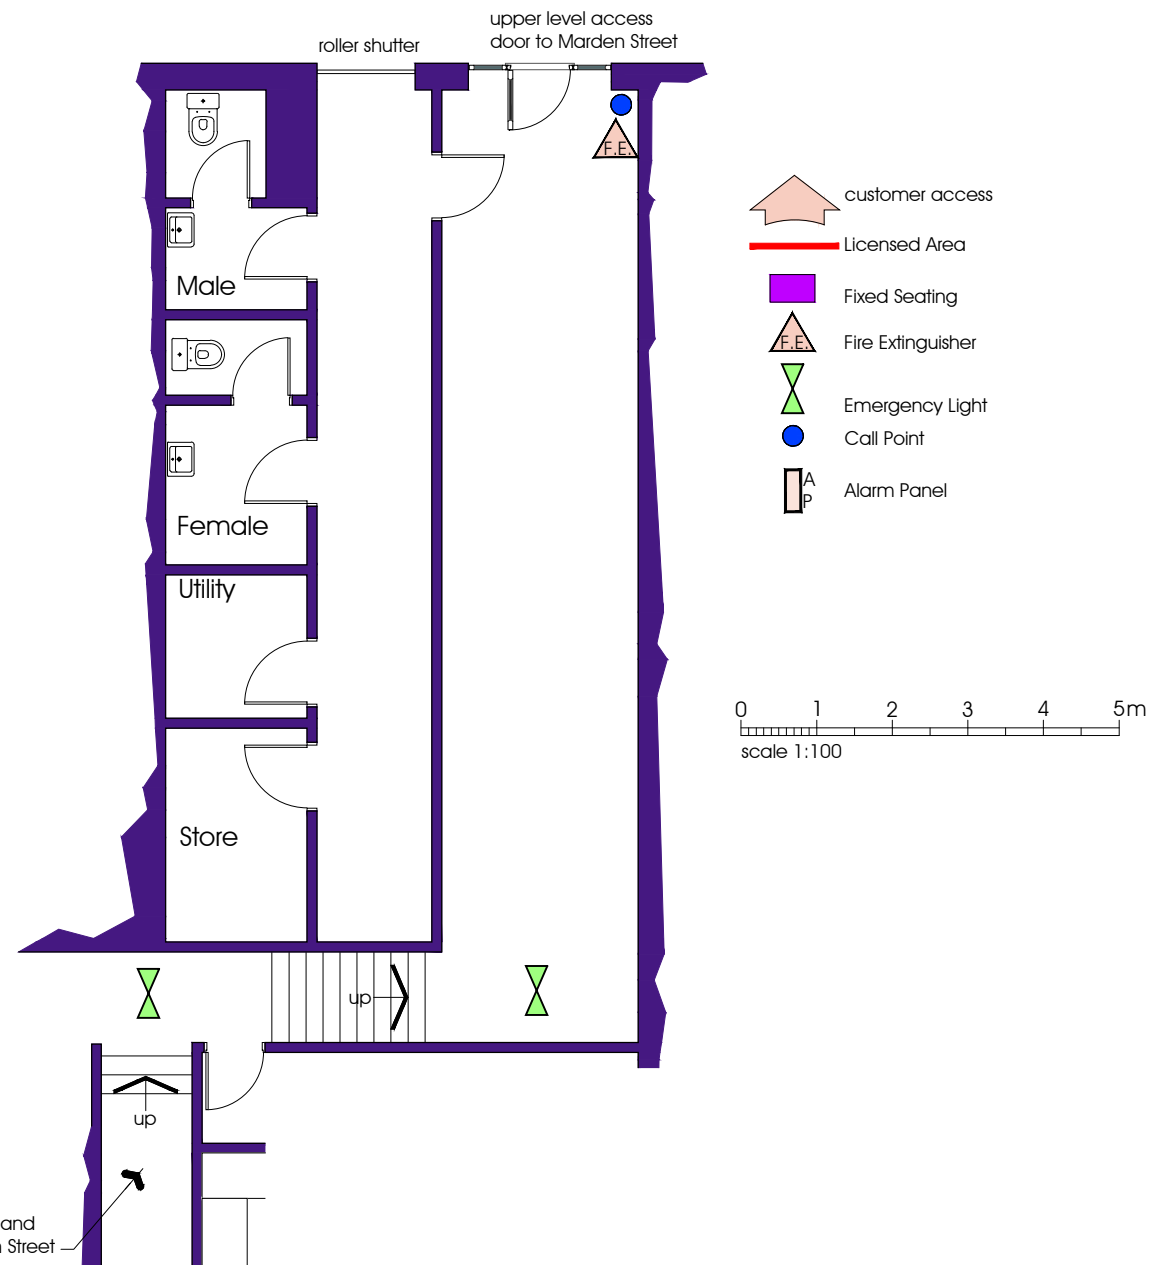 upper level access
door to Marden Street
roller shutter
F.E.
customer access
Licensed Area
Male
Fixed Seating
F.E.
Fire Extinguisher
Emergency Light
Call Point
A
P
Alarm Panel
Female
Utility
0 1 2 3 4 5m
scale 1:100
Store
up
up
and
Street